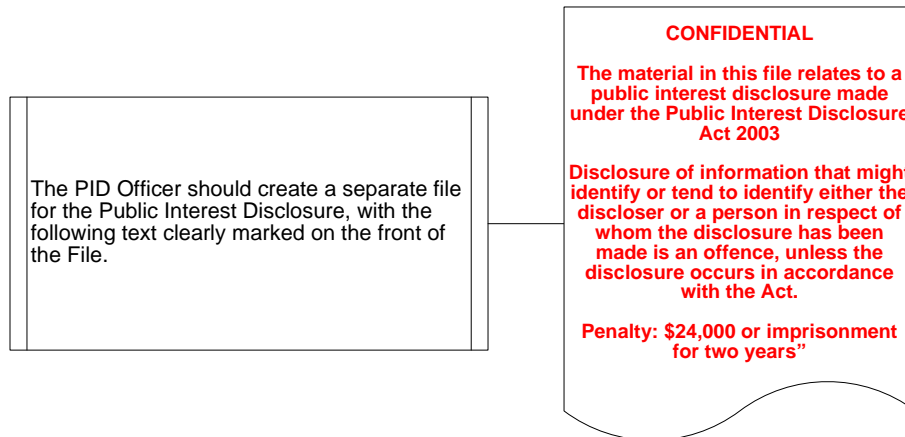 The PID Officer should create a separate file
for the Public Interest Disclosure, with the
following text clearly marked on the front of
the File.
CONFIDENTIAL
The material in this file relates to a
public interest disclosure made
under the Public Interest Disclosure
Act 2003
Disclosure of information that might
identify or tend to identify either the
discloser or a person in respect of
whom the disclosure has been
made is an offence, unless the
disclosure occurs in accordance
with the Act.
Penalty: $24,000 or imprisonment
for two years”